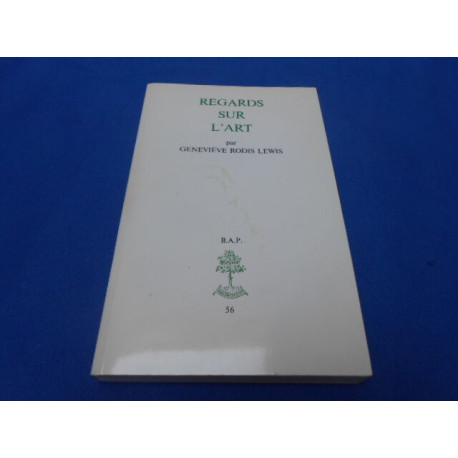 REGARDS
SUR
L'ART
par
GENEVIÈVE RODIS LEWIS
B.A.P.
56